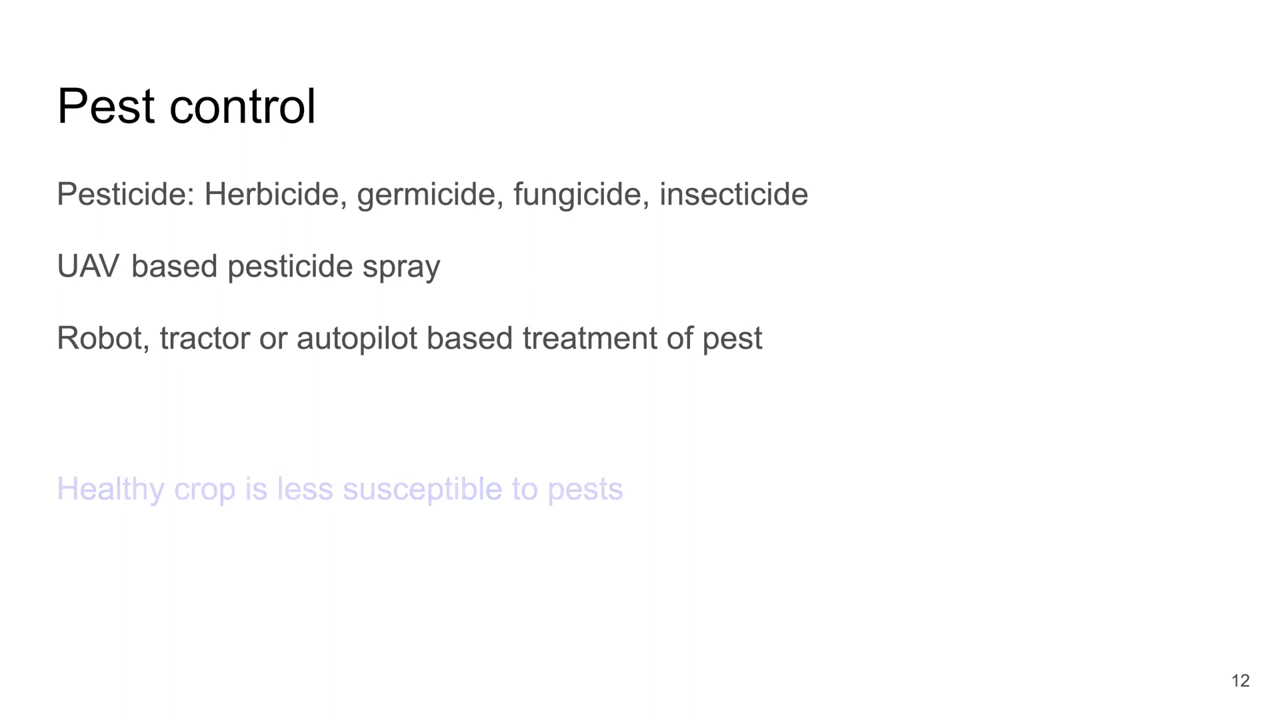 Pest control
Pesticide: Herbicide, germicide, fungicide, insecticide
UAV based pesticide spray
Robot, tractor or autopilot based treatment of pest
Healthy crop is less susceptible to pests
12